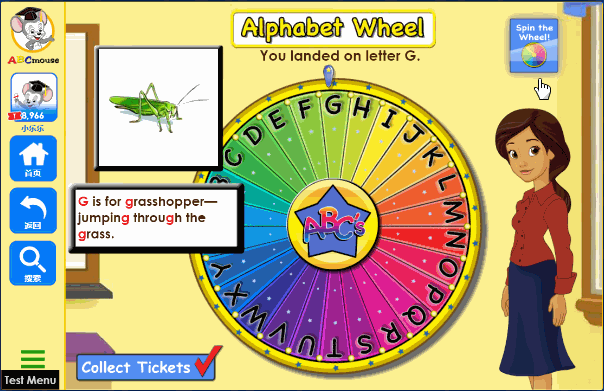 Alphabet Wheel
You landed on letter G.
Spin the
Wheel!
ABCmouse
8,966
小乐乐
首页
返回
搜索
Test Menu
G is for grasshopper—
jumping through the
grass.
B C D E F G H I J K L M N O P Q R S T U V W X Y
ABC's
Collect Tickets